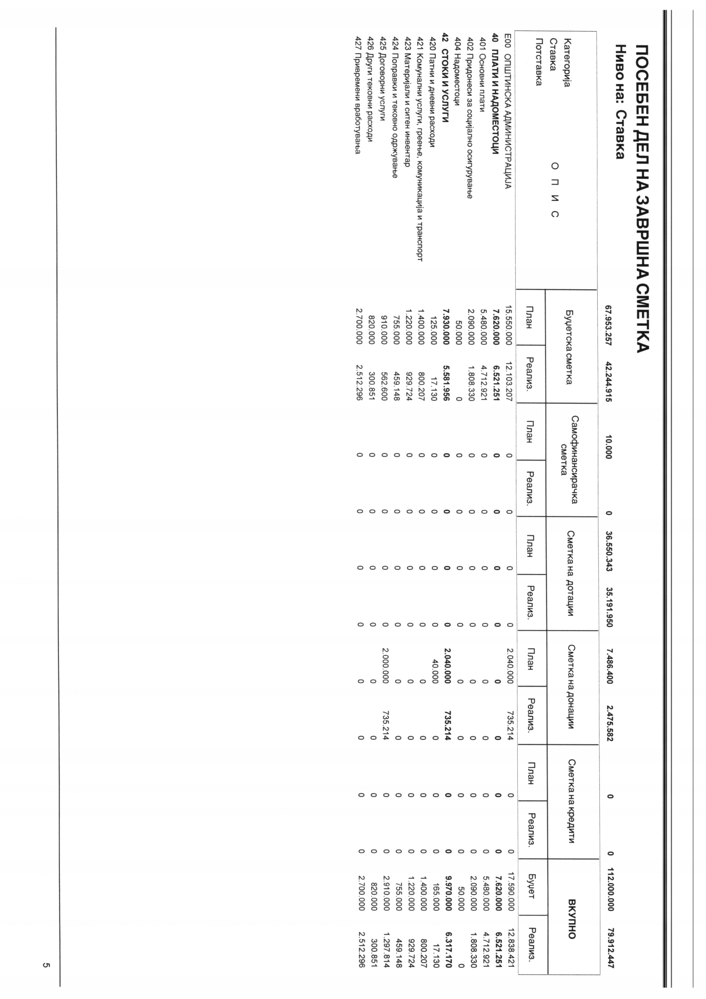 ПОСЕБЕН ДЕЛ НА ЗАВРШНА СМЕТКА
Ниво на: Ставка
67.953.257 42.244.915 10.000 0 36.550.343 35.191.950 7.486.400 2.475.582 0 0 112.000.000 79.912.447
Категорија
Ставка
Потставка
О П И С
Буџетска сметка Самофинансирачка сметка Сметка на дотации Сметка на донации Сметка на кредити ВКУПНО
План Реализ. План Реализ. План Реализ. План Реализ. План Реализ. Буџет Реализ.
Е00 ОПШТИНСКА АДМИНИСТРАЦИЈА 15.550.000 12.103.207 0 0 0 0 2.040.000 735.214 0 0 17.590.000 12.838.421
40 ПЛАТИ И НАДОМЕСТОЦИ 7.620.000 6.521.251 0 0 0 0 0 0 0 0 7.620.000 6.521.251
401 Основни плати 5.480.000 4.712.921 0 0 0 0 0 0 0 0 5.480.000 4.712.921
402 Придонеси за социјално осигурување 2.090.000 1.808.330 0 0 0 0 0 0 0 0 2.090.000 1.808.330
404 Надоместоци 50.000 0 0 0 0 0 0 0 0 0 50.000 0
42 СТОКИ И УСЛУГИ 7.930.000 5.581.956 0 0 0 0 2.040.000 735.214 0 0 9.970.000 6.317.170
420 Патни и дневни расходи 125.000 17.130 0 0 0 0 40.000 0 0 0 165.000 17.130
421 Комунални услуги, греење, комуникација и транспорт 1.400.000 800.207 0 0 0 0 0 0 0 0 1.400.000 800.207
423 Материјали и ситен инвентар 1.220.000 929.724 0 0 0 0 0 0 0 0 1.220.000 929.724
424 Поправки и тековно одржување 755.000 459.148 0 0 0 0 0 0 0 0 755.000 459.148
425 Договорни услуги 910.000 562.600 0 0 0 0 2.000.000 735.214 0 0 2.910.000 1.297.814
426 Други тековни расходи 820.000 300.851 0 0 0 0 0 0 0 0 820.000 300.851
427 Привремени вработувања 2.700.000 2.512.296 0 0 0 0 0 0 0 0 2.700.000 2.512.296
5